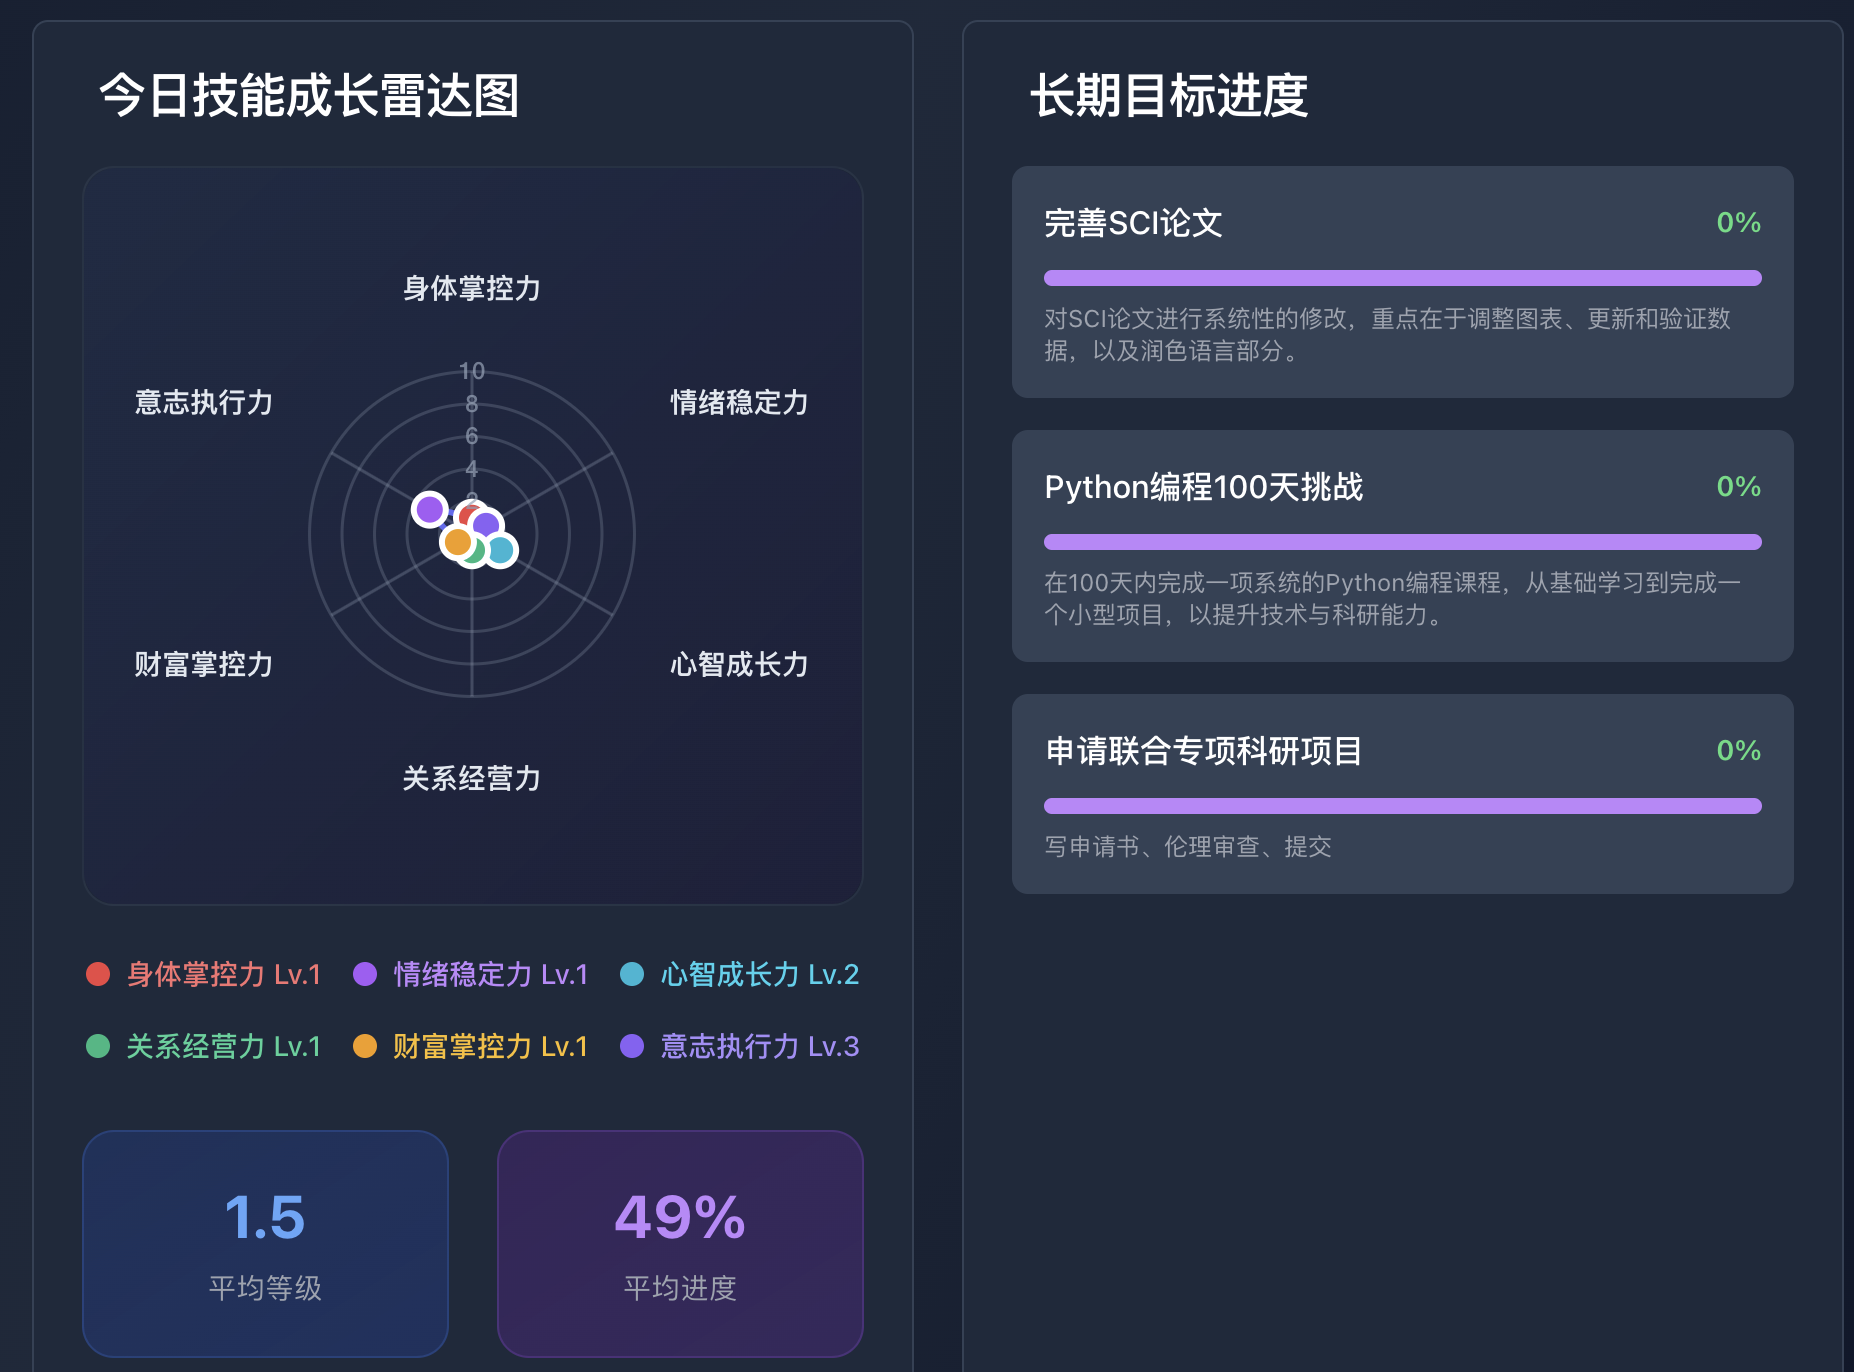 今日技能成长雷达图
身体掌控力
意志执行力
情绪稳定力
10
8
6
4
2
财富掌控力
心智成长力
关系经营力
身体掌控力 Lv.1
情绪稳定力 Lv.1
心智成长力 Lv.2
关系经营力 Lv.1
财富掌控力 Lv.1
意志执行力 Lv.3
1.5
平均等级
49%
平均进度
长期目标进度
完善SCI论文
0%
对SCI论文进行系统性的修改，重点在于调整图表、更新和验证数
据，以及润色语言部分。
Python编程100天挑战
0%
在100天内完成一项系统的Python编程课程，从基础学习到完成一
个小型项目，以提升技术与科研能力。
申请联合专项科研项目
0%
写申请书、伦理审查、提交